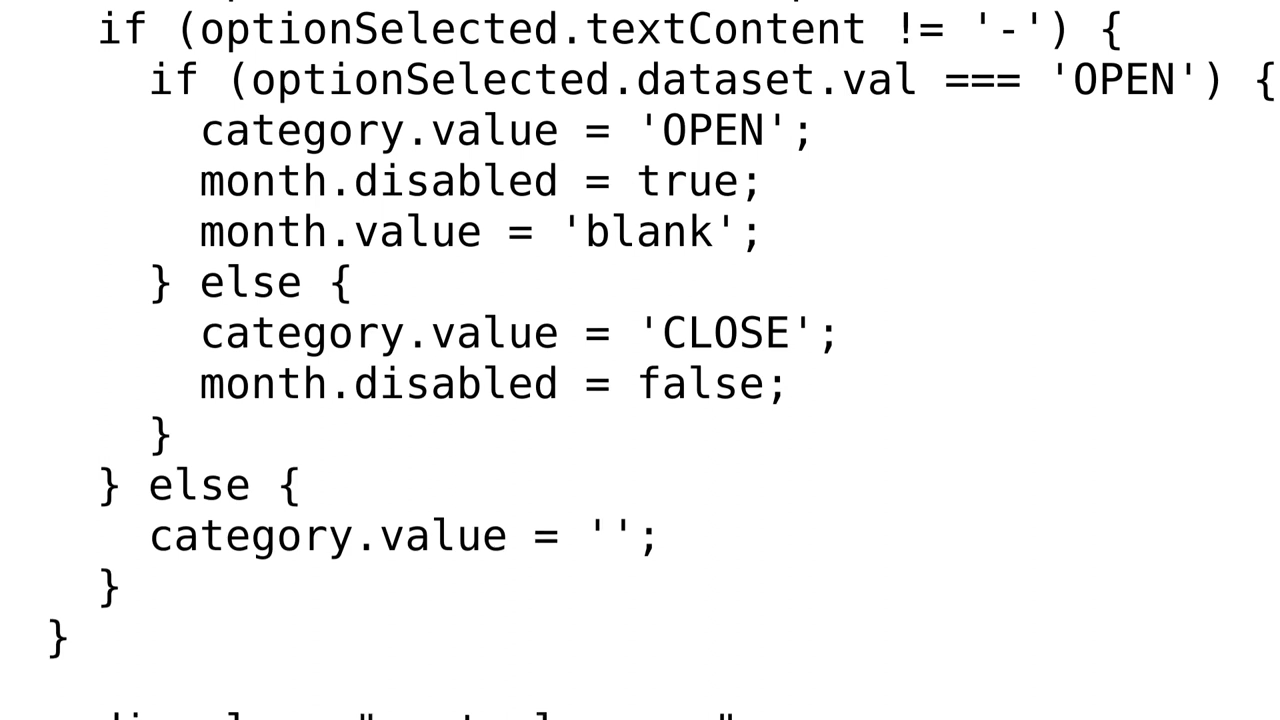 if (optionSelected.textContent != '-') {
if (optionSelected.dataset.val === 'OPEN') {
category.value = 'OPEN';
month.disabled = true;
month.value = 'blank';
} else {
category.value = 'CLOSE';
month.disabled = false;
}
} else {
category.value = '';
}
}